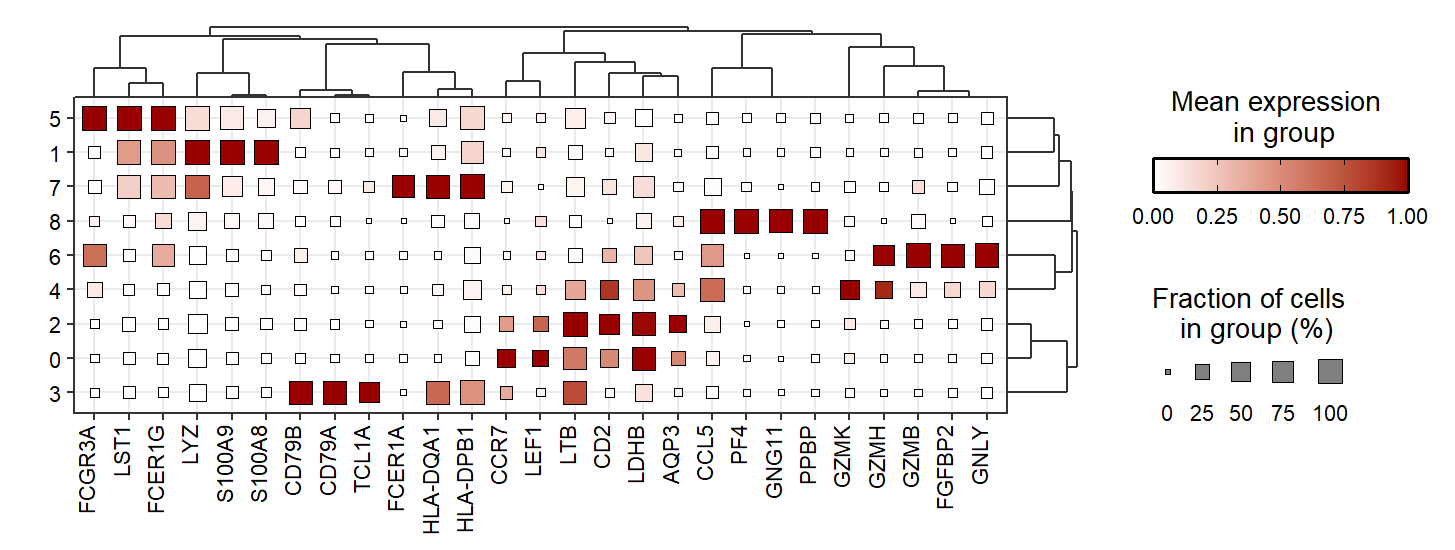 5
1
7
8
6
4
2
0
3
FCGR3A
LST1
FCER1G
LYZ
S100A9
S100A8
CD79B
CD79A
TCL1A
FCER1A
HLA-DQA1
HLA-DPB1
CCR7
LEF1
LTB
CD2
LDHB
AQP3
CCL5
PF4
GNG11
PPBP
GZMK
GZMH
GZMB
FGFBP2
GNLY
Mean expression
in group
0.00 0.25 0.50 0.75 1.00
Fraction of cells
in group (%)
0 25 50 75 100